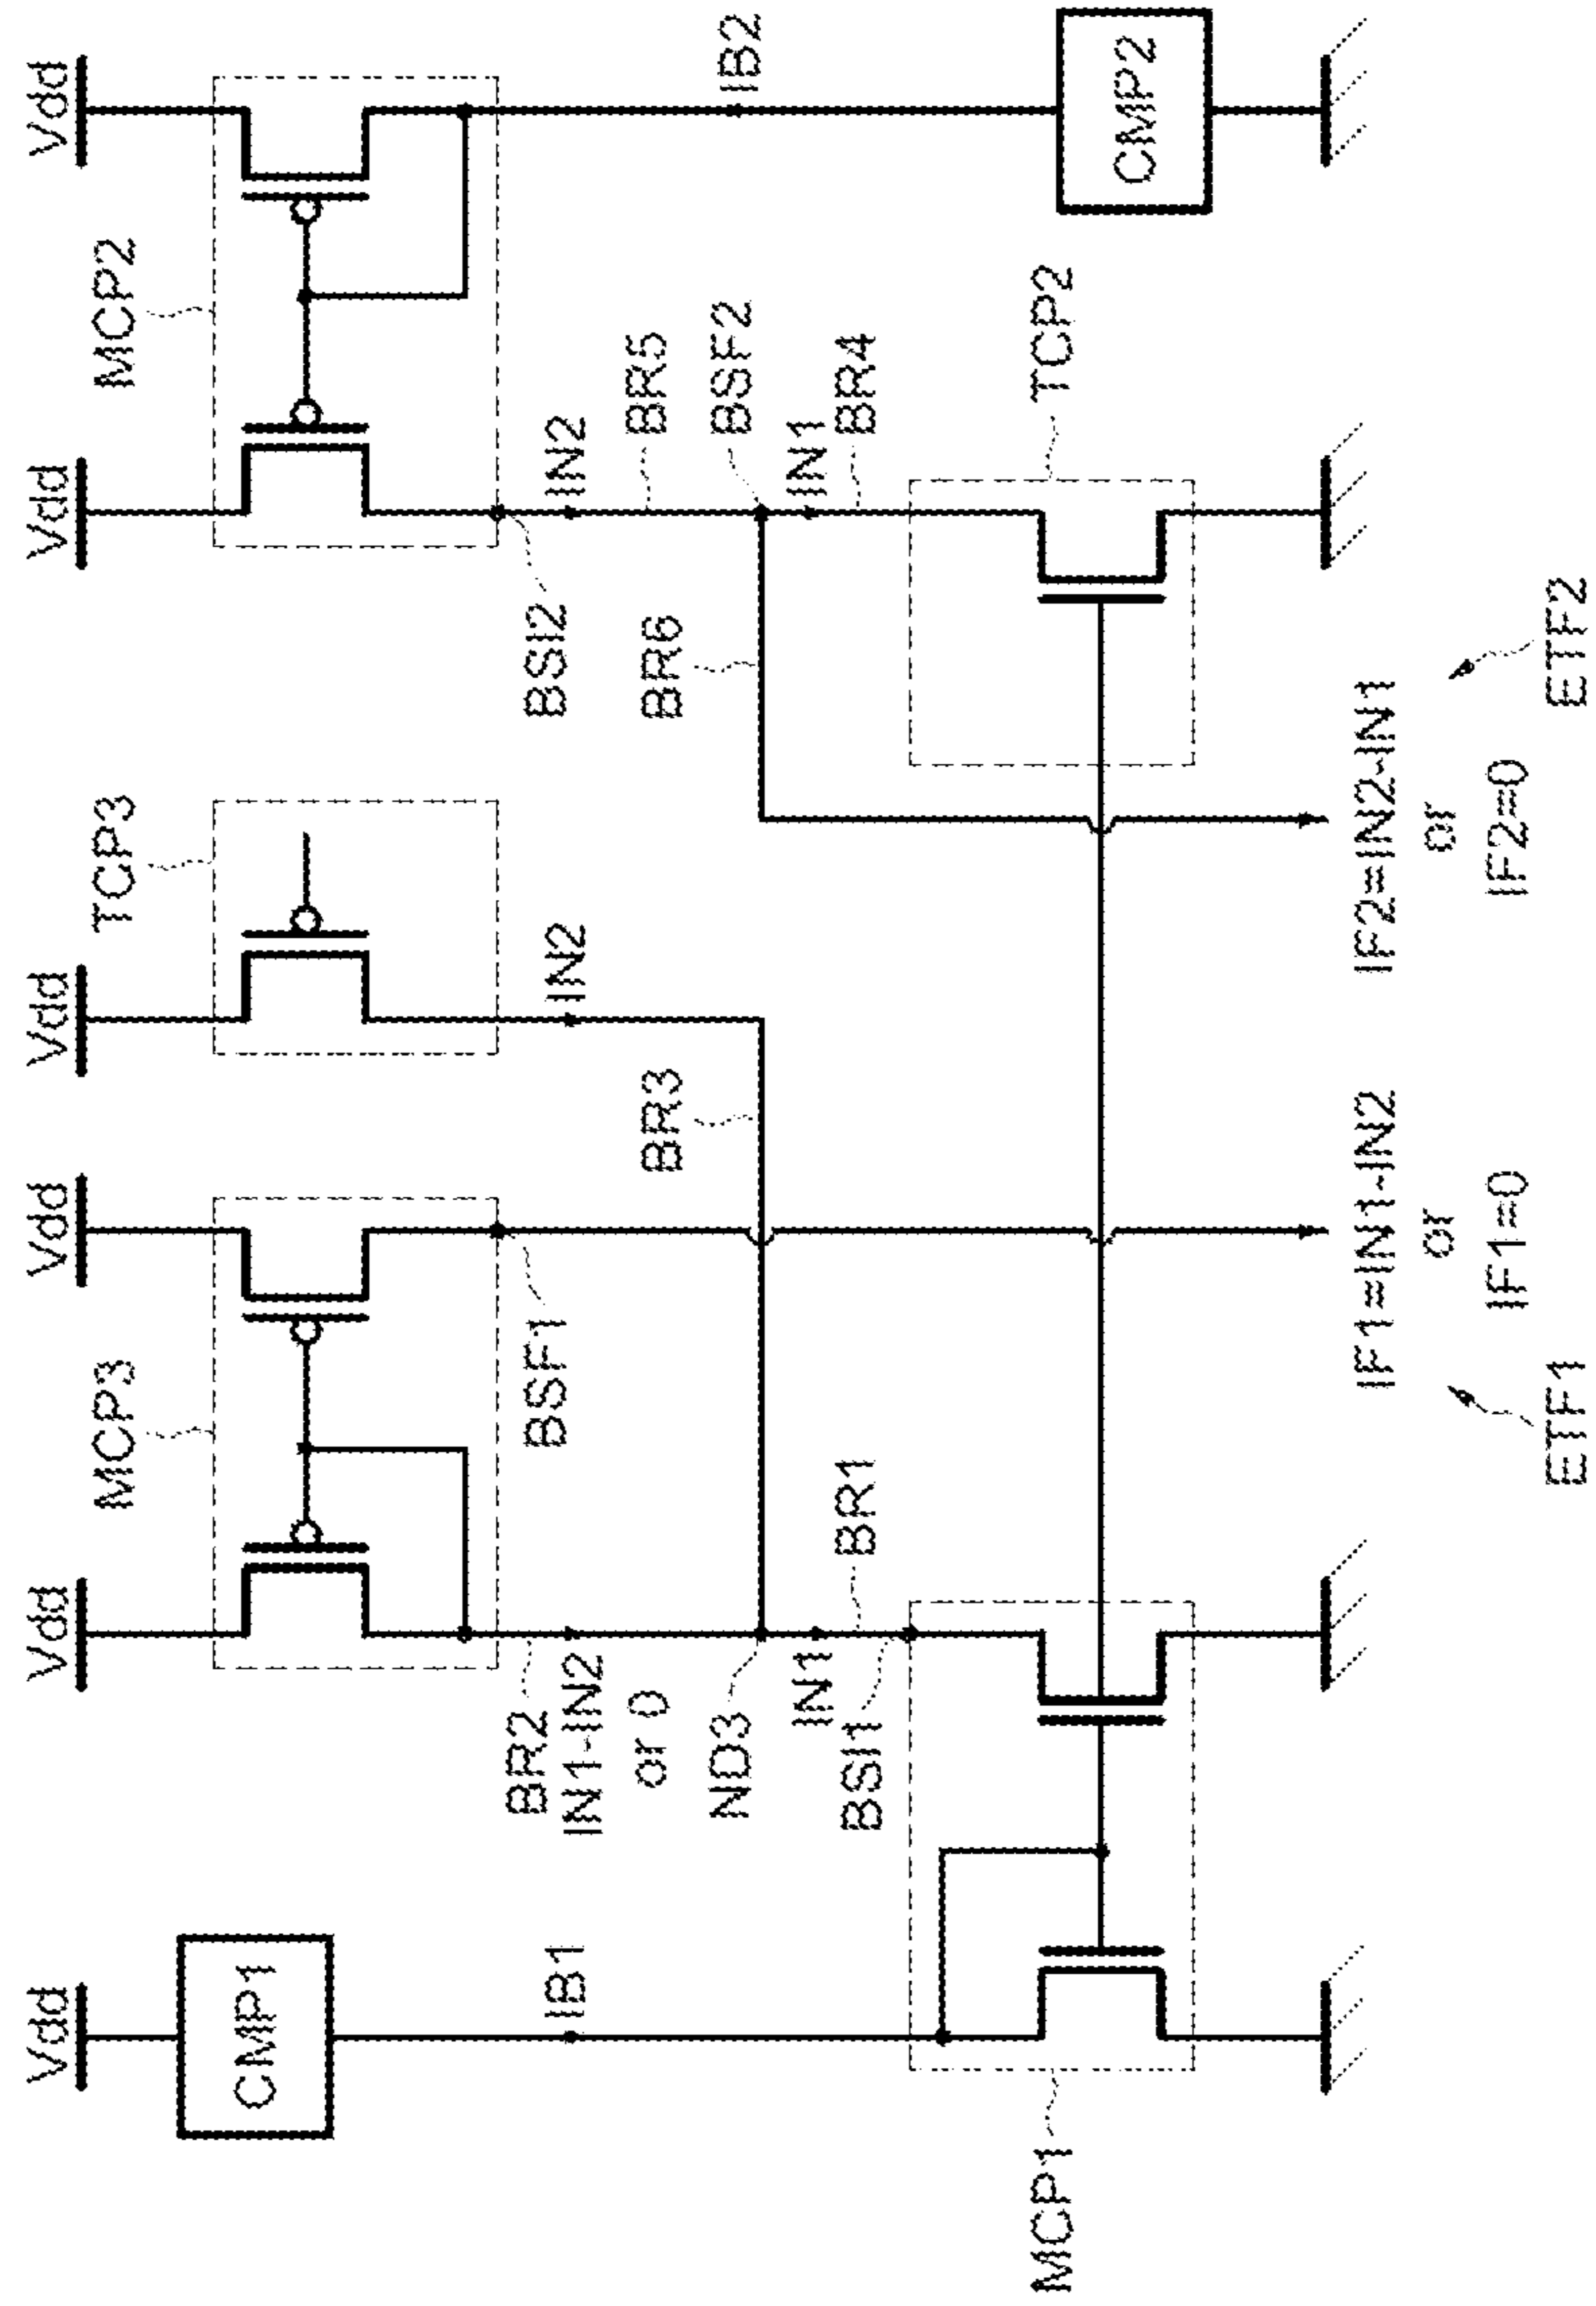 Vdd
Vdd
Vdd
Vdd
Vdd
Vdd
CMP1
MCP3
TCP3
MCP2
IB1
BR2
IN1-IN2
or 0
BSF1
IN2
BSI2
IN2
BR3
BR6
BR5
IB2
ND3
BSF2
IN1
BR1
BSI1
IN1
BR4
MCP1
TCP2
CMP2
IF1=IN1-IN2
or
IF1=0
IF2=IN2-IN1
or
IF2=0
ETF1
ETF2